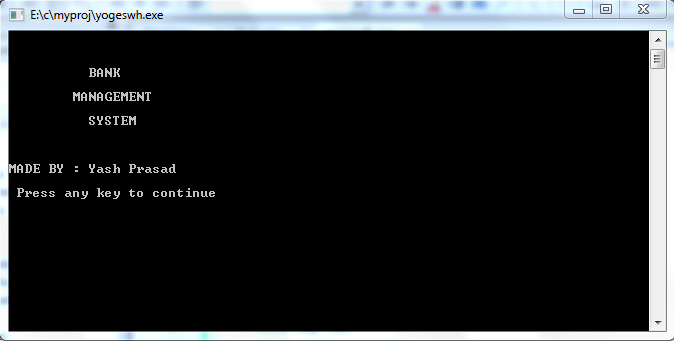 E:\c\myproj\yogeswh.exe
BANK
MANAGEMENT
SYSTEM
MADE BY : Yash Prasad
Press any key to continue